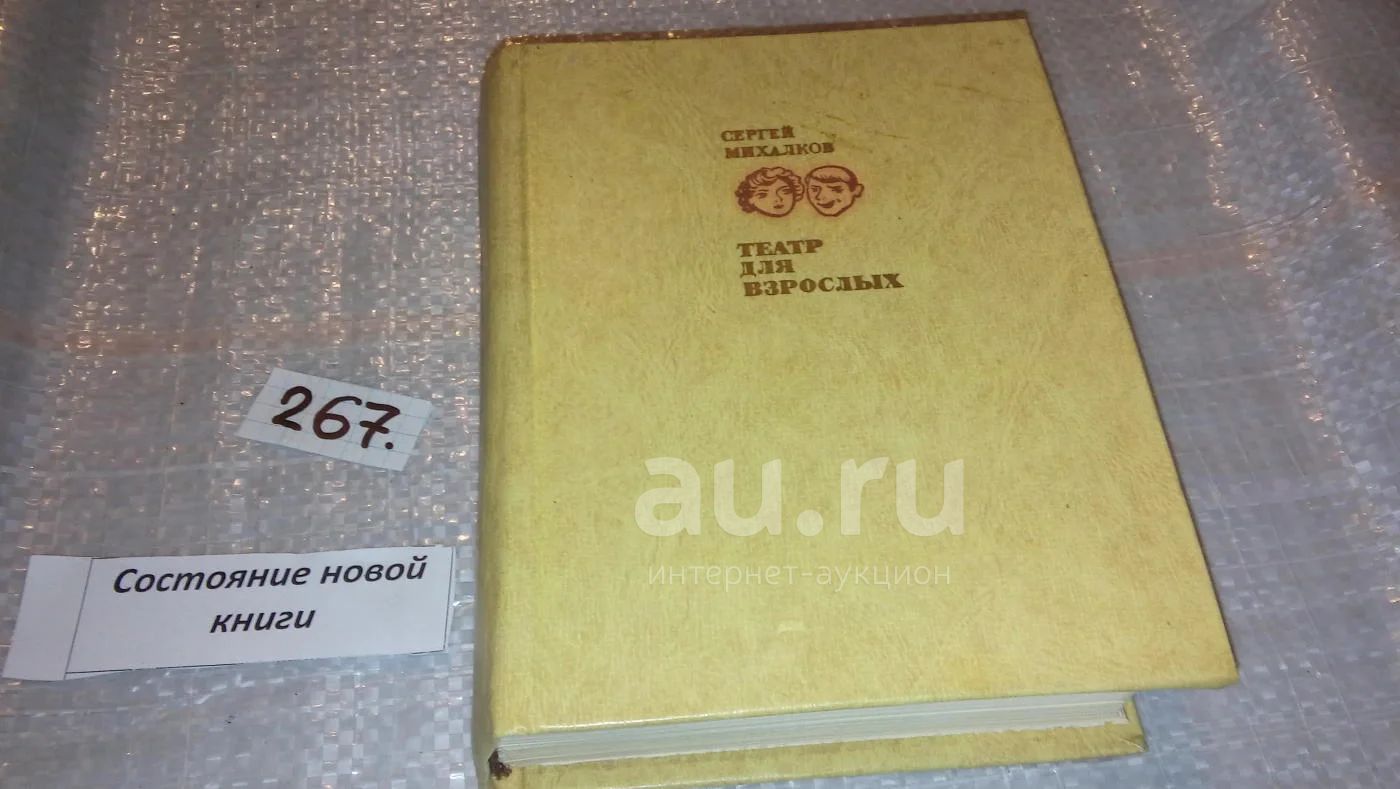 СЕРГЕЙ
МИХАЛКОВ
ТЕАТР
ДЛЯ
ВЗРОСЛЫХ
267.
Состояние новой
книги
au.ru
интернет-аукцион